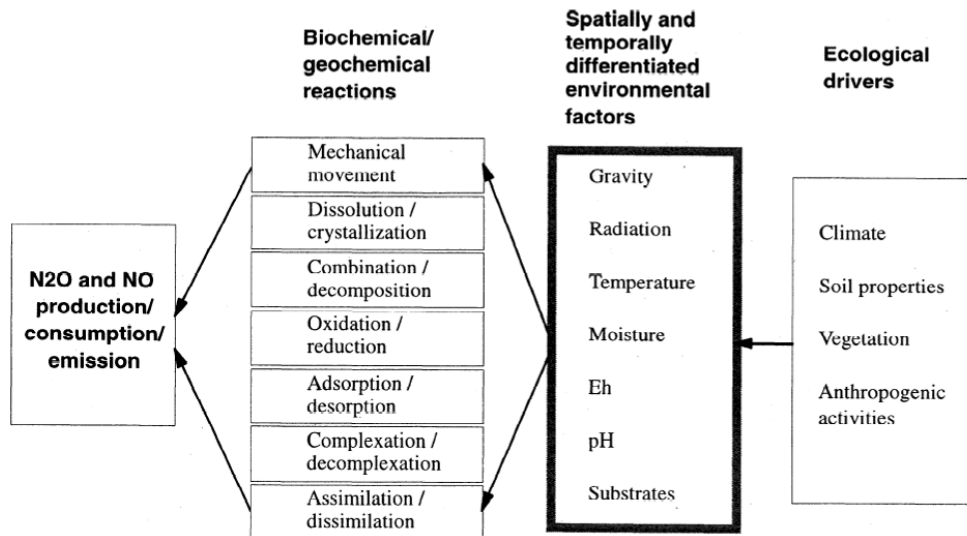 Biochemical/
geochemical
reactions
Spatially and
temporally
differentiated
environmental
factors
Ecological
drivers
N2O and NO
production/
consumption/
emission
Mechanical
movement
Dissolution /
crystallization
Combination /
decomposition
Oxidation /
reduction
Adsorption /
desorption
Complexation /
decomplexation
Assimilation /
dissimilation
Gravity
Radiation
Temperature
Moisture
Eh
pH
Substrates
Climate
Soil properties
Vegetation
Anthropogenic
activities